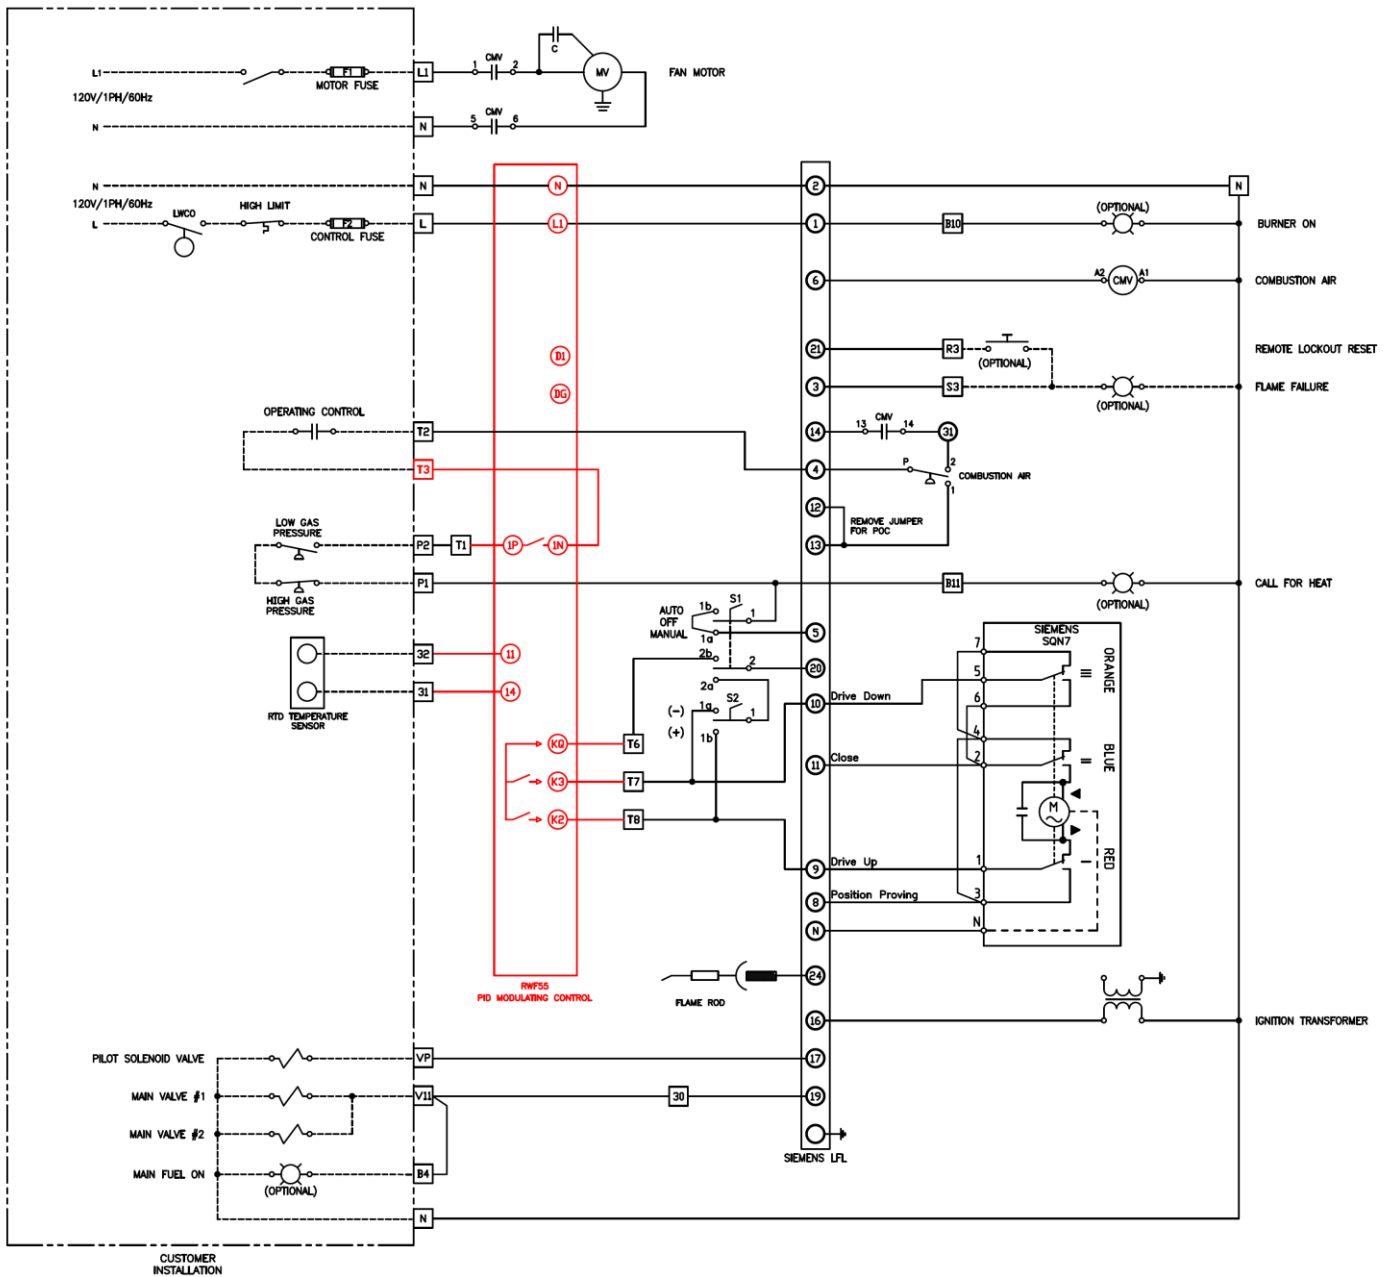 C
CMV
1 2
L1
F1
L1
MV
FAN MOTOR
MOTOR FUSE
120V/1PH/60Hz
CMV
5 6
N
N
N
N
N
2
N
120V/1PH/60Hz
LWCO
HIGH LIMIT
(OPTIONAL)
L
F2
L
L1
1
B10
BURNER ON
CONTROL FUSE
6
A2 CMV A1
COMBUSTION AIR
21
R3
REMOTE LOCKOUT RESET
D1
(OPTIONAL)
3
S3
FLAME FAILURE
DG
(OPTIONAL)
OPERATING CONTROL
CMV
T2
14
13 14
31
T3
4
P 2
COMBUSTION AIR
1
12
LOW GAS
PRESSURE
REMOVE JUMPER
FOR POC
P2
T1
1P
1N
13
P1
B11
CALL FOR HEAT
HIGH GAS
PRESSURE
(OPTIONAL)
AUTO
OFF
MANUAL
1b S1 1
1a
5
SIEMENS
SQN7
32
11
2b 2
20
7
ORANGE
5
31
14
2a
RTD TEMPERATURE
SENSOR
(-) 1a S2 1
10
Drive Down
6
(+)
1b
KQ
T6
4
BLUE
11
Close
2
K3
T7
M
K2
T8
RED
9
Drive Up
1
8
Position Proving
3
N
N
24
RWF55
PID MODULATING CONTROL
FLAME ROD
16
IGNITION TRANSFORMER
PILOT SOLENOID VALVE
VP
17
MAIN VALVE #1
V11
30
19
MAIN VALVE #2
SIEMENS LFL
MAIN FUEL ON
B4
(OPTIONAL)
N
CUSTOMER
INSTALLATION